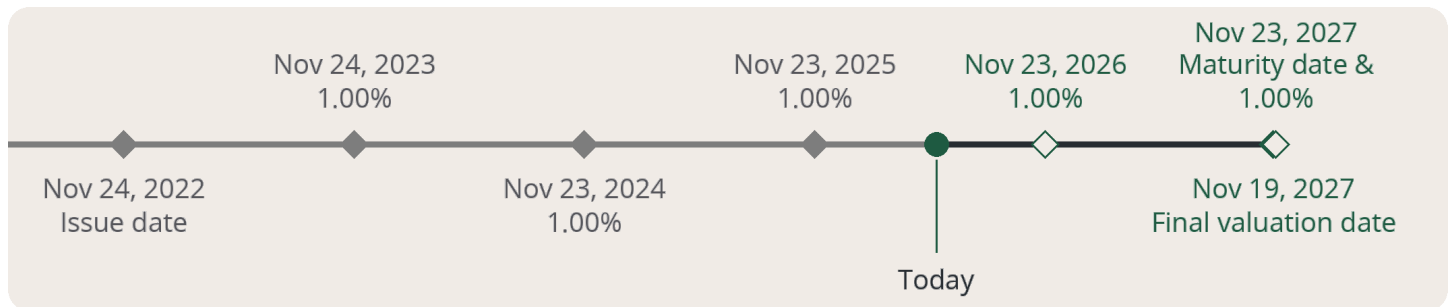 Nov 24, 2022
Issue date
Nov 24, 2023
1.00%
Nov 23, 2024
1.00%
Nov 23, 2025
1.00%
Today
Nov 23, 2026
1.00%
Nov 23, 2027
Maturity date &
1.00%
Nov 19, 2027
Final valuation date